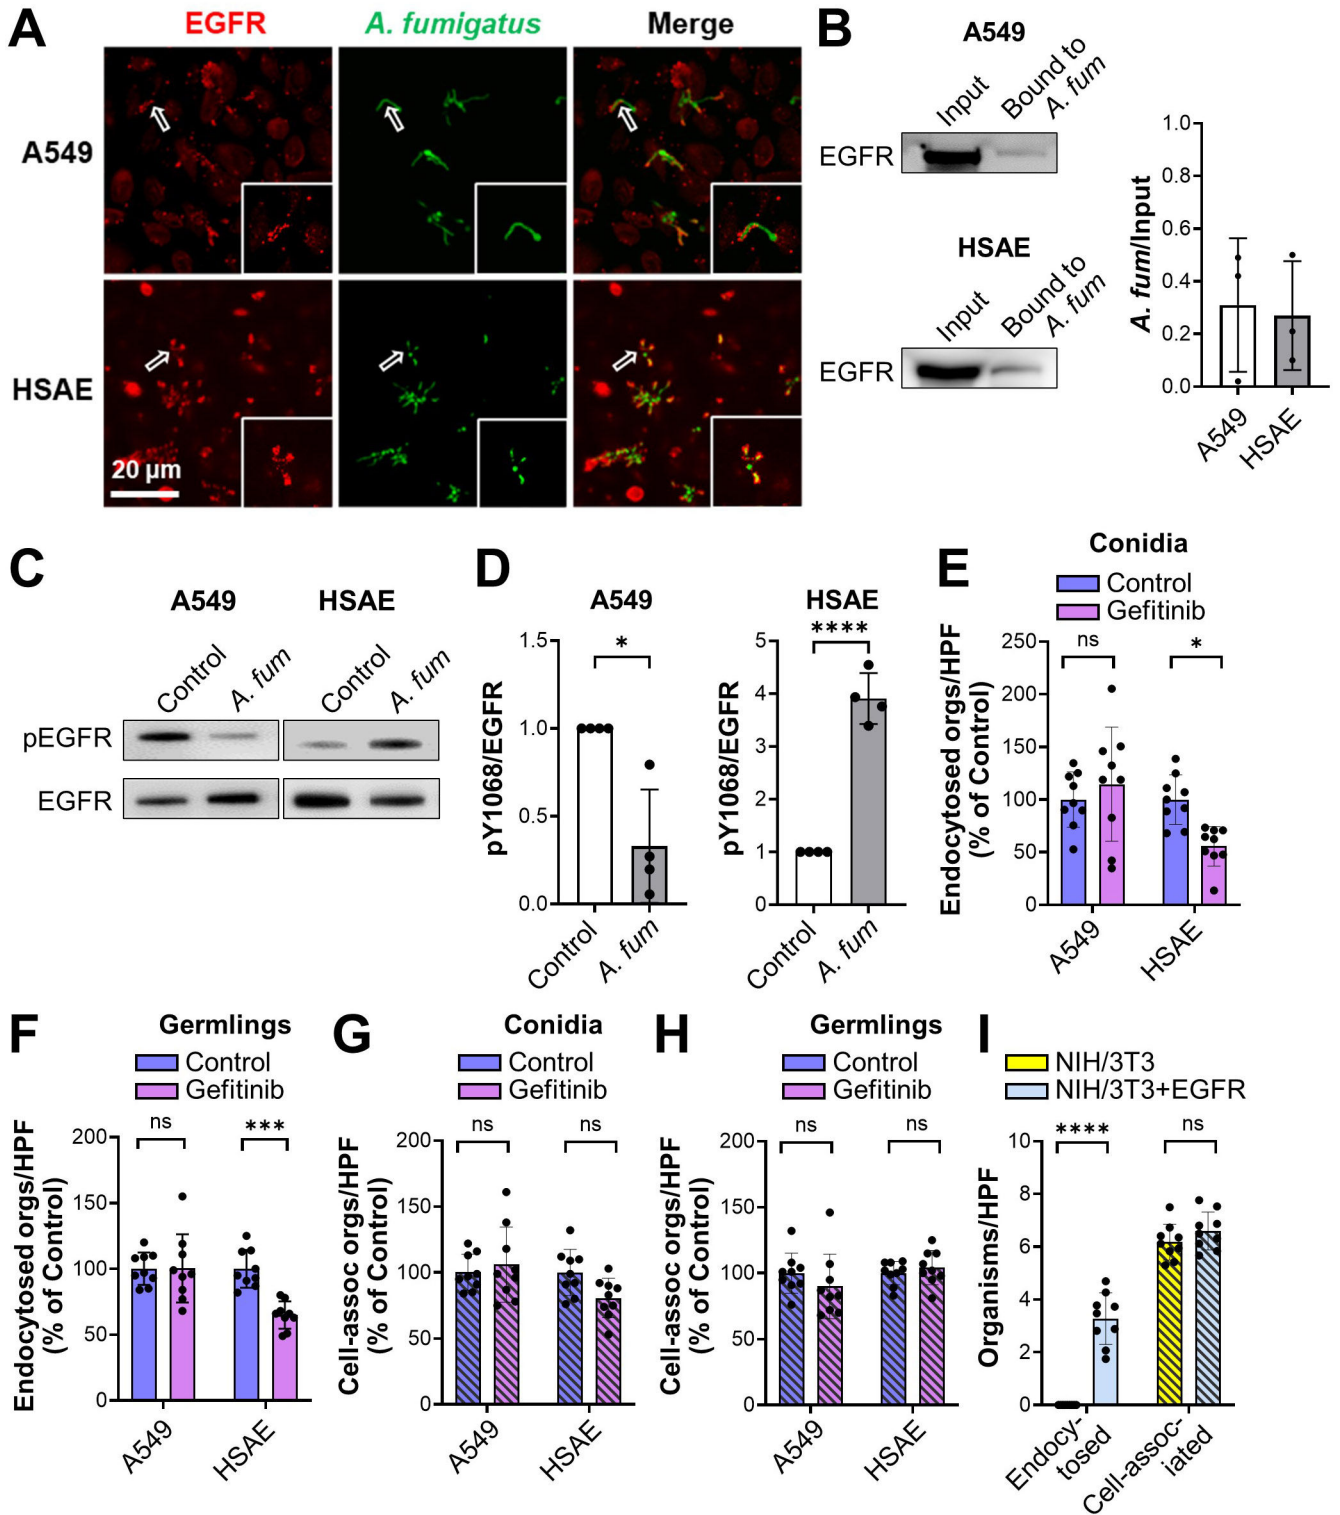 A
EGFR
A. fumigatus
Merge
A549
HSAE
20 µm
B
A549
Input
Bound to
A. fum
EGFR
HSAE
Input
Bound to
A. fum
EGFR
A. fum/Input
1.0
0.8
0.6
0.4
0.2
0.0
A549
HSAE
C
A549
HSAE
Control
A. fum
Control
A. fum
pEGFR
EGFR
D
A549
*
pY1068/EGFR
1.5
1.0
0.5
0.0
Control
A. fum
HSAE
****
pY1068/EGFR
5
4
3
2
1
0
Control
A. fum
E
Conidia
Control
Gefitinib
Endocytosed orgs/HPF
(% of Control)
250
200
150
100
50
0
ns
*
A549
HSAE
F
Germlings
Control
Gefitinib
Endocytosed orgs/HPF
(% of Control)
200
150
100
50
0
ns
***
A549
HSAE
G
Conidia
Control
Gefitinib
Cell-assoc orgs/HPF
(% of Control)
200
150
100
50
0
ns
ns
A549
HSAE
H
Germlings
Control
Gefitinib
Cell-assoc orgs/HPF
(% of Control)
200
150
100
50
0
ns
ns
A549
HSAE
I
NIH/3T3
NIH/3T3+EGFR
Organisms/HPF
10
8
6
4
2
0
****
ns
Endocy-
tosed
Cell-assoc-
iated